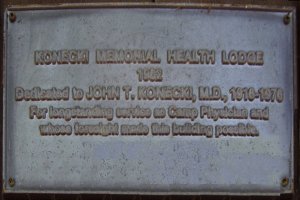 KONECKI MEMORIAL HEALTH LODGE
1982
Dedicated to JOHN T. KONECKI, M.D., 1918-1978
For longstanding service as Camp Physician and
whose foresight made this building possible.